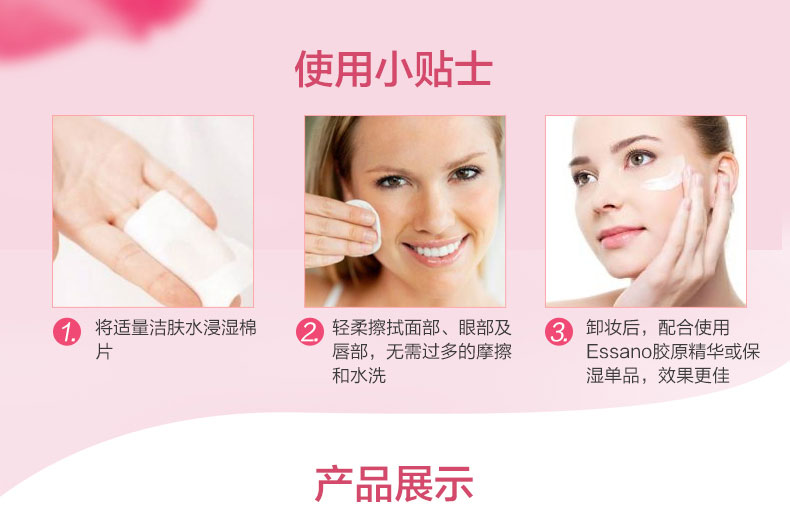 使用小贴士
1. 将适量洁肤水浸湿棉
片
2. 轻柔擦拭面部、眼部及
唇部，无需过多的摩擦
和水洗
3. 卸妆后，配合使用
Essano胶原精华或保
湿单品，效果更佳
产品展示